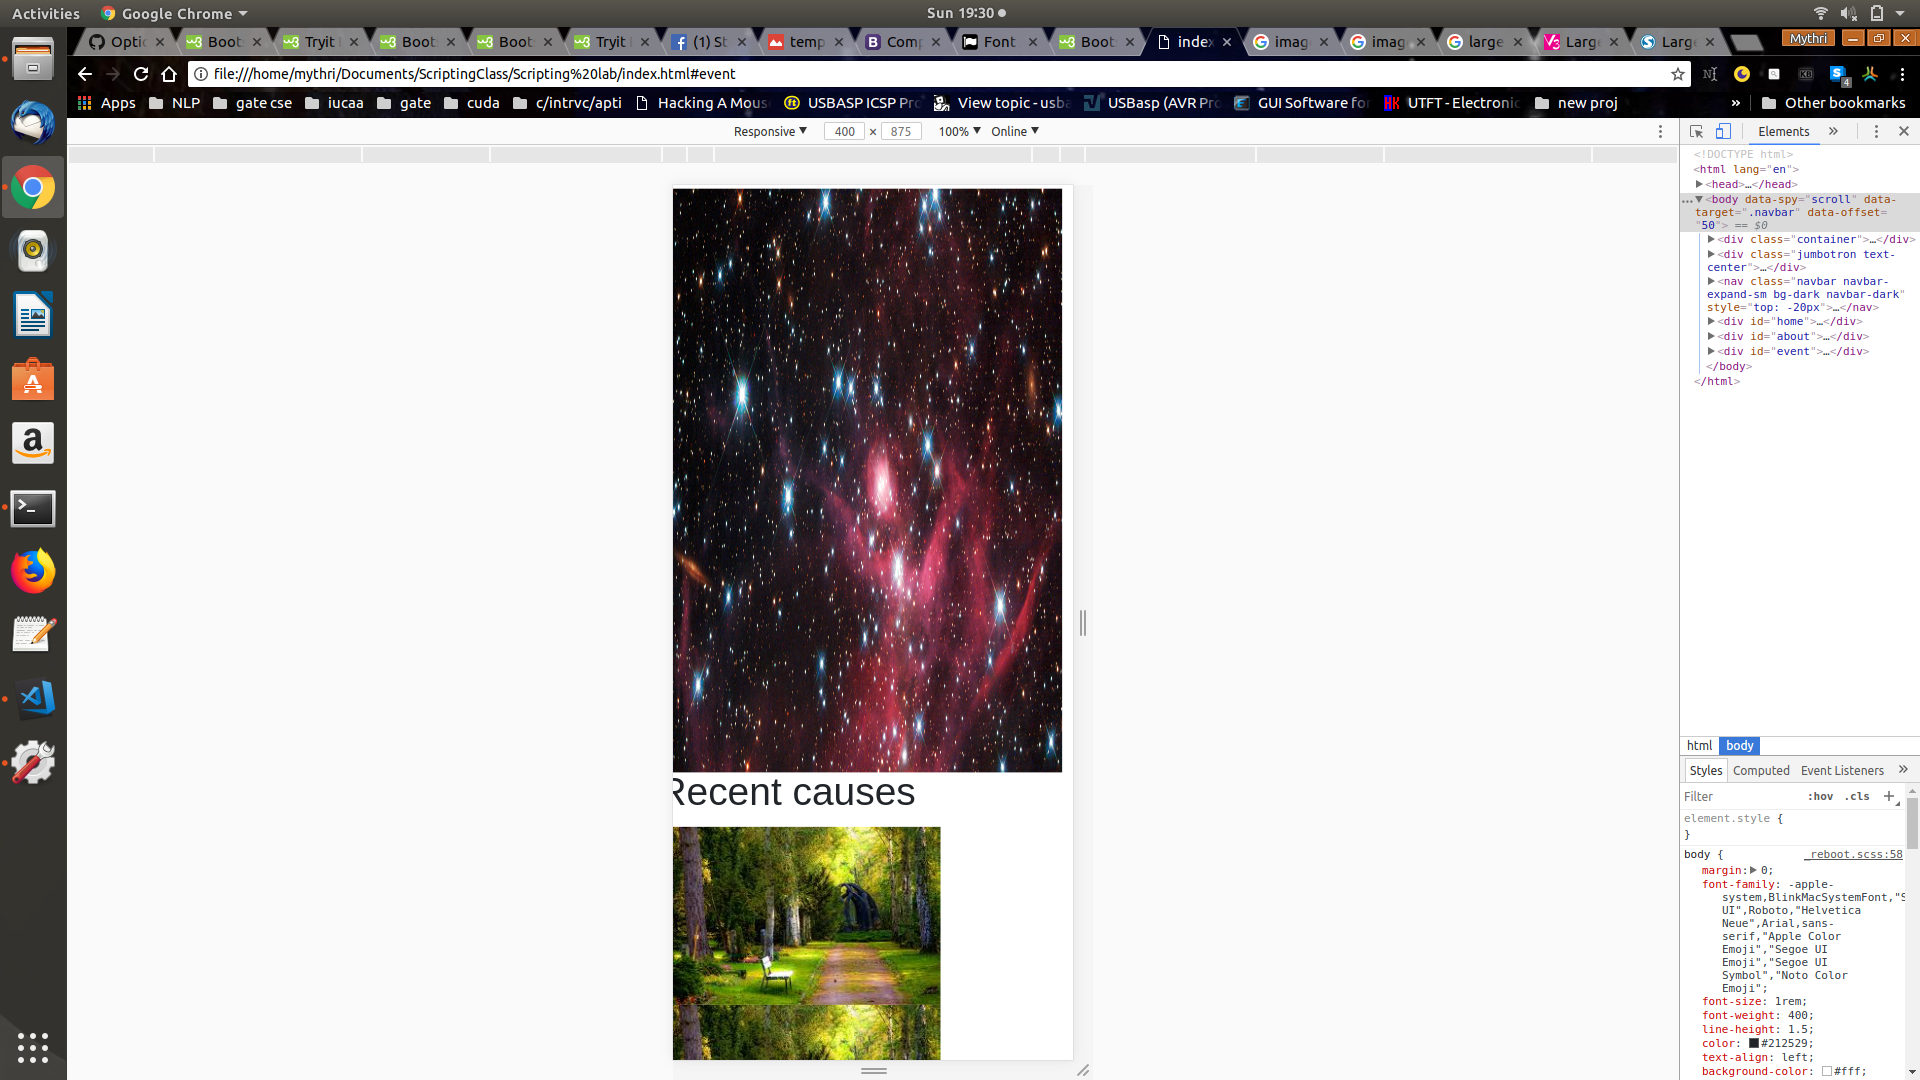 Activities
Google Chrome
Sun 19:30
Optio
Boots
Tryit
Boots
Boots
Tryit
(1) St
temp
Comp
Font
Boots
index
imag
imag
large
Large
Large
Mythri
file:///home/mythri/Documents/ScriptingClass/Scripting%20lab/index.html#event
Apps
NLP
gate cse
iucaa
gate
cuda
c/intrvc/apti
Hacking A Mous
USBASP ICSP Pro
View topic - usba
USBasp (AVR Pro
GUI Software for
UTFT - Electronic
new proj
»
Other bookmarks
Responsive
400 × 875
100%
Online
Elements
»
<!DOCTYPE html>
<html lang="en">
<head>…</head>
<body data-spy="scroll" data-
target=".navbar" data-offset=
"50"> == $0
<div class="container">…</div>
<div class="jumbotron text-
center">…</div>
<nav class="navbar navbar-
expand-sm bg-dark navbar-dark"
style="top: -20px">…</nav>
<div id="home">…</div>
<div id="about">…</div>
<div id="event">…</div>
</body>
</html>
Recent causes
html body
Styles Computed Event Listeners »
Filter :hov .cls +
element.style {
}
body { _reboot.scss:58
margin: 0;
font-family: -apple-
system,BlinkMacSystemFont,"S
UI",Roboto,"Helvetica
Neue",Arial,sans-
serif,"Apple Color
Emoji","Segoe UI
Emoji","Segoe UI
Symbol","Noto Color
Emoji";
font-size: 1rem;
font-weight: 400;
line-height: 1.5;
color: #212529;
text-align: left;
background-color: #fff;